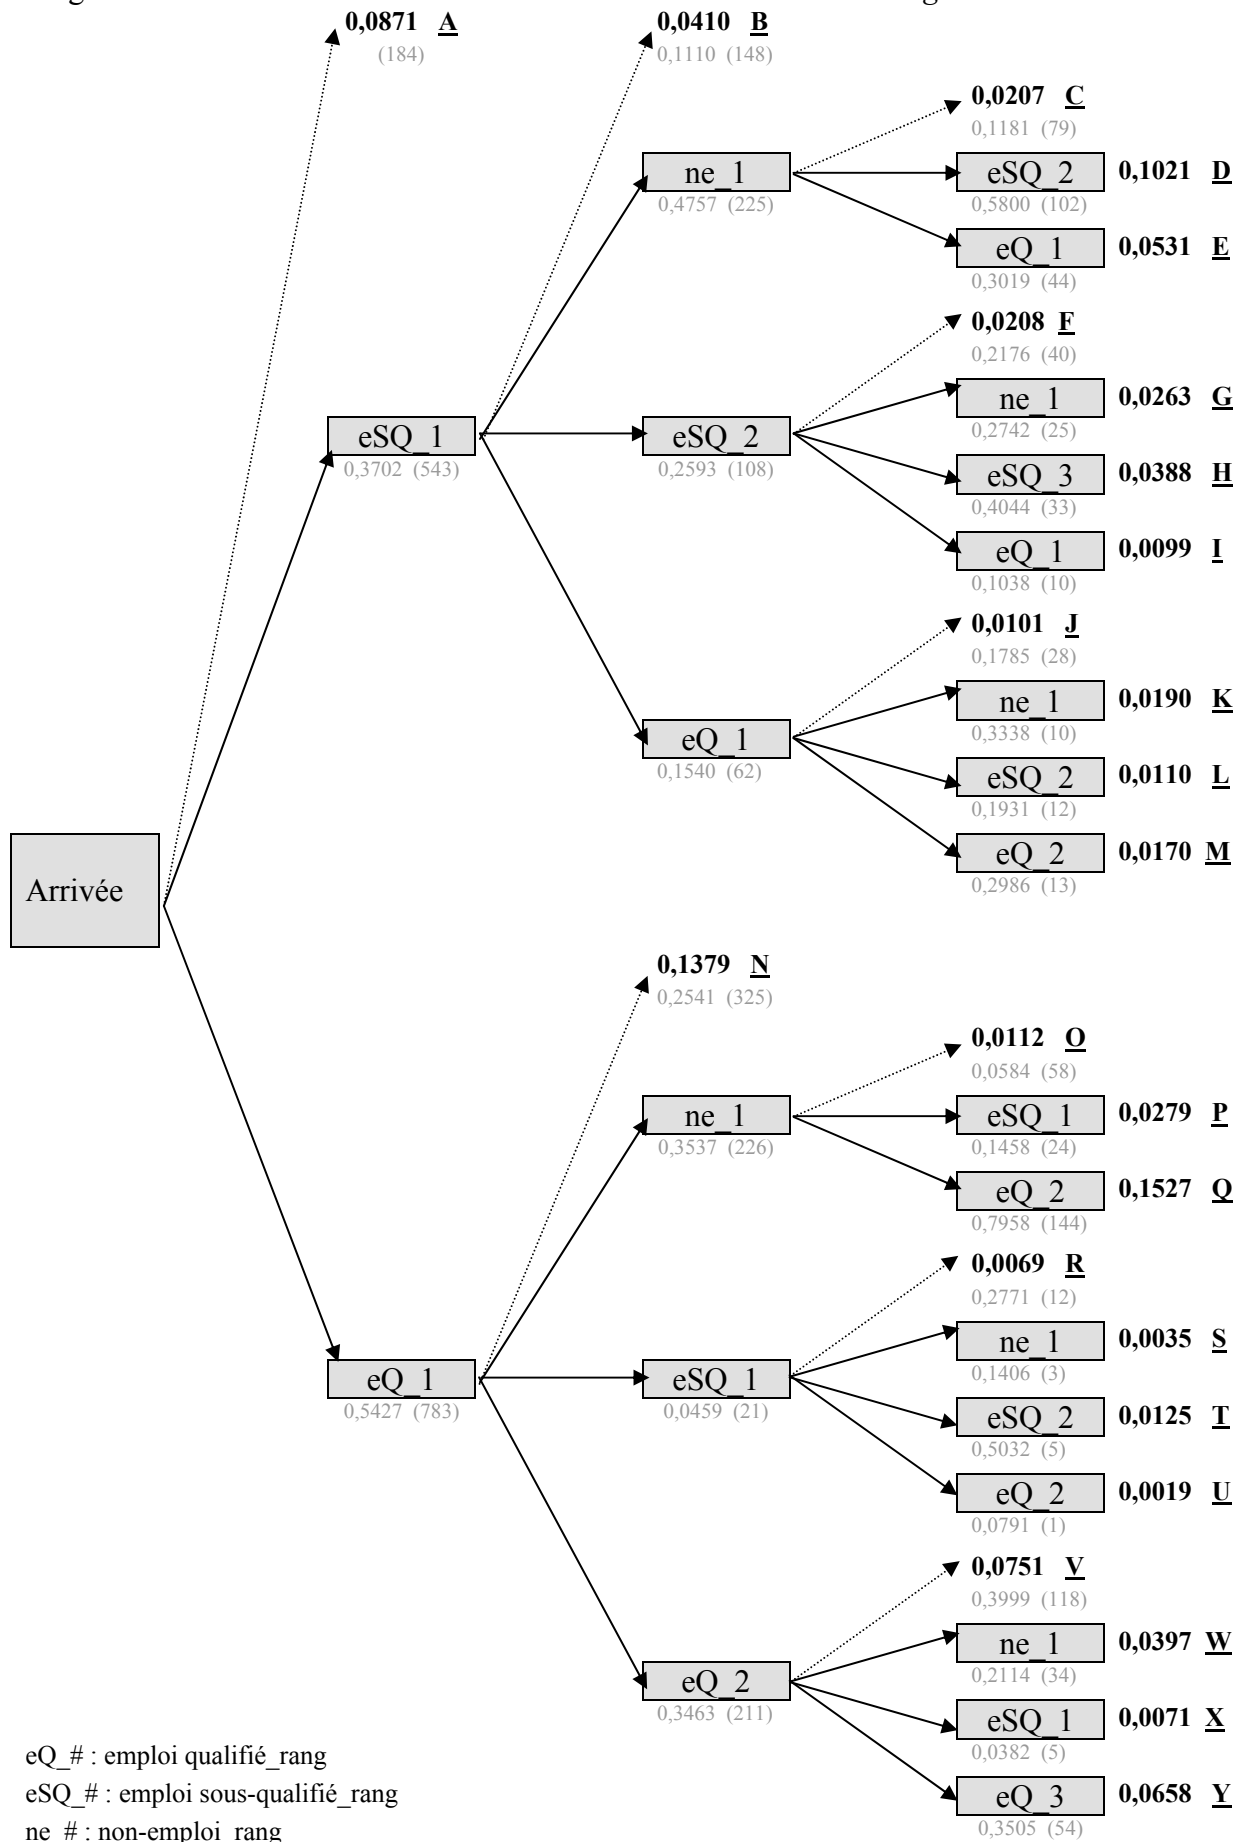 0,0871 A
(184)
0,0410 B
0,1110 (148)
0,0207 C
0,1181 (79)
ne_1
0,4757 (225)
eSQ_2 0,1021 D
0,5800 (102)
eQ_1 0,0531 E
0,3019 (44)
0,0208 F
0,2176 (40)
ne_1 0,0263 G
0,2742 (25)
eSQ_1
0,3702 (543)
eSQ_2
0,2593 (108)
eSQ_3 0,0388 H
0,4044 (33)
eQ_1 0,0099 I
0,1038 (10)
0,0101 J
0,1785 (28)
ne_1 0,0190 K
0,3338 (10)
eQ_1
0,1540 (62)
eSQ_2 0,0110 L
0,1931 (12)
eQ_2 0,0170 M
0,2986 (13)
Arrivée
0,1379 N
0,2541 (325)
0,0112 O
0,0584 (58)
ne_1
0,3537 (226)
eSQ_1 0,0279 P
0,1458 (24)
eQ_2 0,1527 Q
0,7958 (144)
0,0069 R
0,2771 (12)
ne_1 0,0035 S
0,1406 (3)
eQ_1
0,5427 (783)
eSQ_1
0,0459 (21)
eSQ_2 0,0125 T
0,5032 (5)
eQ_2 0,0019 U
0,0791 (1)
0,0751 V
0,3999 (118)
ne_1 0,0397 W
0,2114 (34)
eQ_2
0,3463 (211)
eSQ_1 0,0071 X
0,0382 (5)
eQ_3 0,0658 Y
0,3505 (54)
eQ_# : emploi qualifié_rang
eSQ_# : emploi sous-qualifié_rang
ne_# : non-emploi_rang